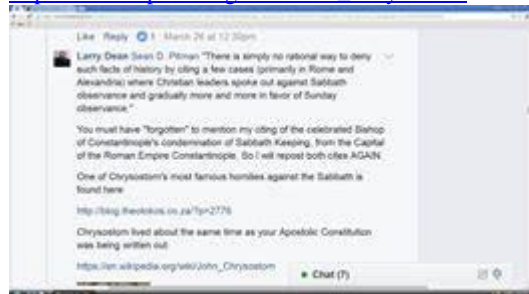 Like Reply 1 March 26 at 12:30pm
Larry Dean Sean D. Pitman "There is simply no rational way to deny
such facts of history by citing a few cases (primarily in Rome and
Alexandria) where Christian leaders spoke out against Sabbath
observance and gradually more and more in favor of Sunday
observance."
You must have "forgotten" to mention my citing of the celebrated Bishop
of Constantinople's condemnation of Sabbath Keeping, from the Capital
of the Roman Empire Constantinople. So I will repost both cites AGAIN.
One of Chrysostom's most famous homilies against the Sabbath is
found here
http://blog.theotokos.co.za/?p=2776
Chrysostom lived about the same time as your Apostolic Constitution
was being written out
https://en.wikipedia.org/wiki/John_Chrysostom
Chat (7)